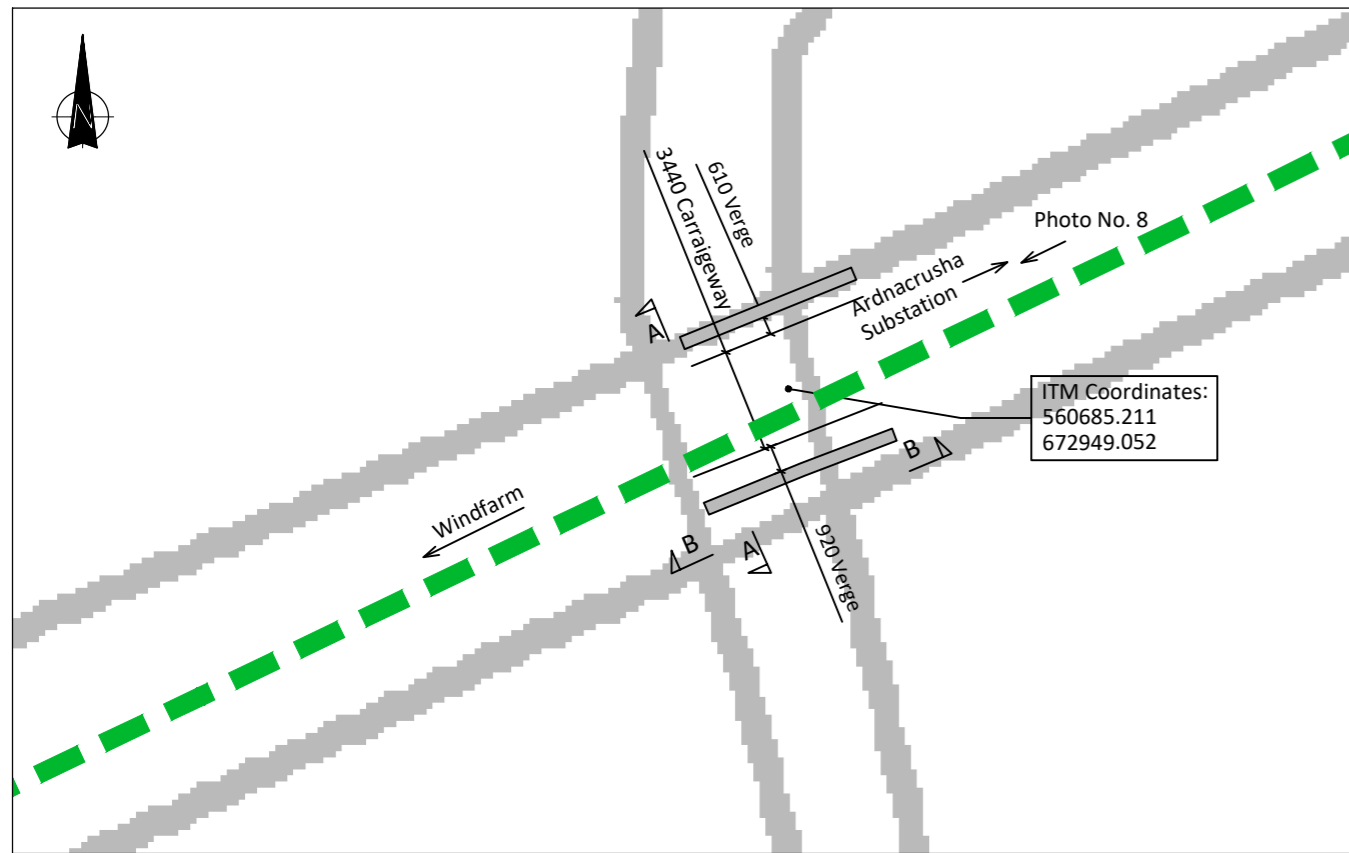 N
610 Verge
3440 Carraigeway
Photo No. 8
Ardnacrusha
Substation
A
ITM Coordinates:
560685.211
672949.052
B
Windfarm
B
A
920 Verge